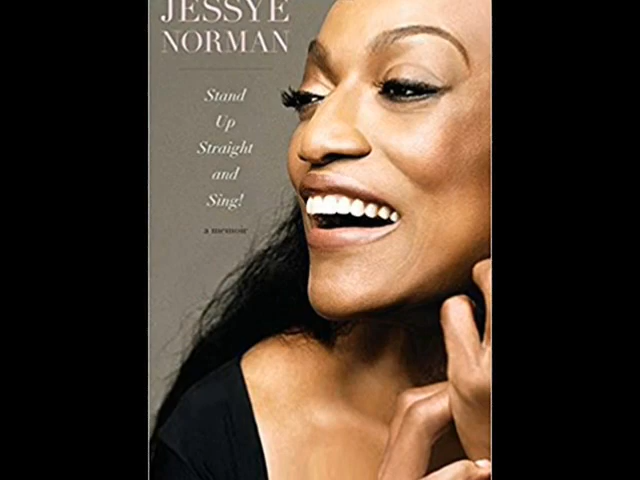 JESSYE
NORMAN
Stand
Up
Straight
and
Sing!
a memoir